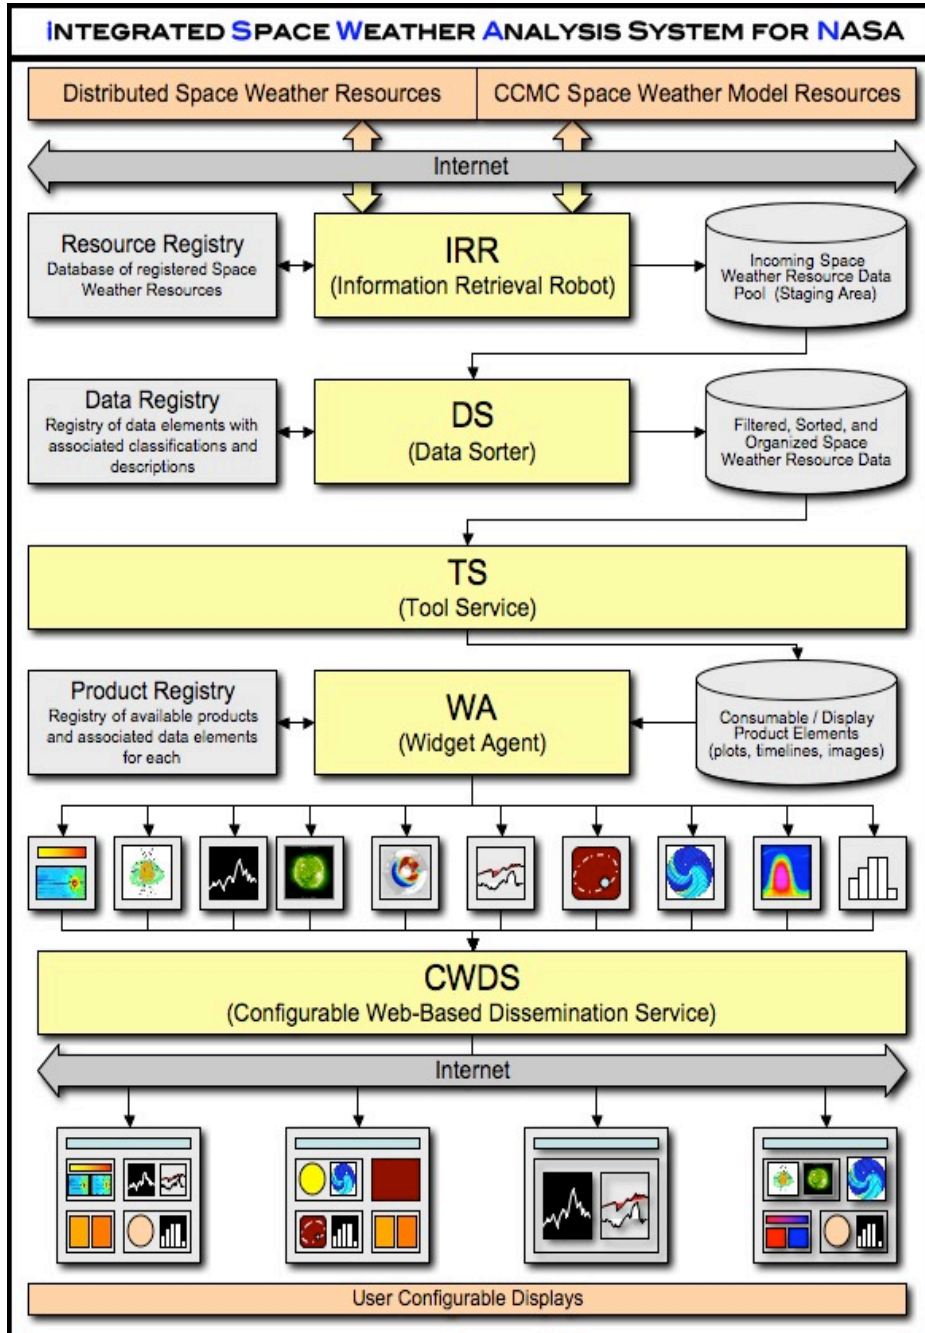 iNTEGRATED SPACE WEATHER ANALYSIS SYSTEM FOR NASA
Distributed Space Weather Resources
CCMC Space Weather Model Resources
Internet
Resource Registry
Database of registered Space
Weather Resources
IRR
(Information Retrieval Robot)
Incoming Space
Weather Resource Data
Pool (Staging Area)
Data Registry
Registry of data elements with
associated classifications and
descriptions
DS
(Data Sorter)
Filtered, Sorted, and
Organized Space
Weather Resource Data
TS
(Tool Service)
Product Registry
Registry of available products
and associated data elements
for each
WA
(Widget Agent)
Consumable / Display
Product Elements
(plots, timelines, images)
CWDS
(Configurable Web-Based Dissemination Service)
Internet
User Configurable Displays